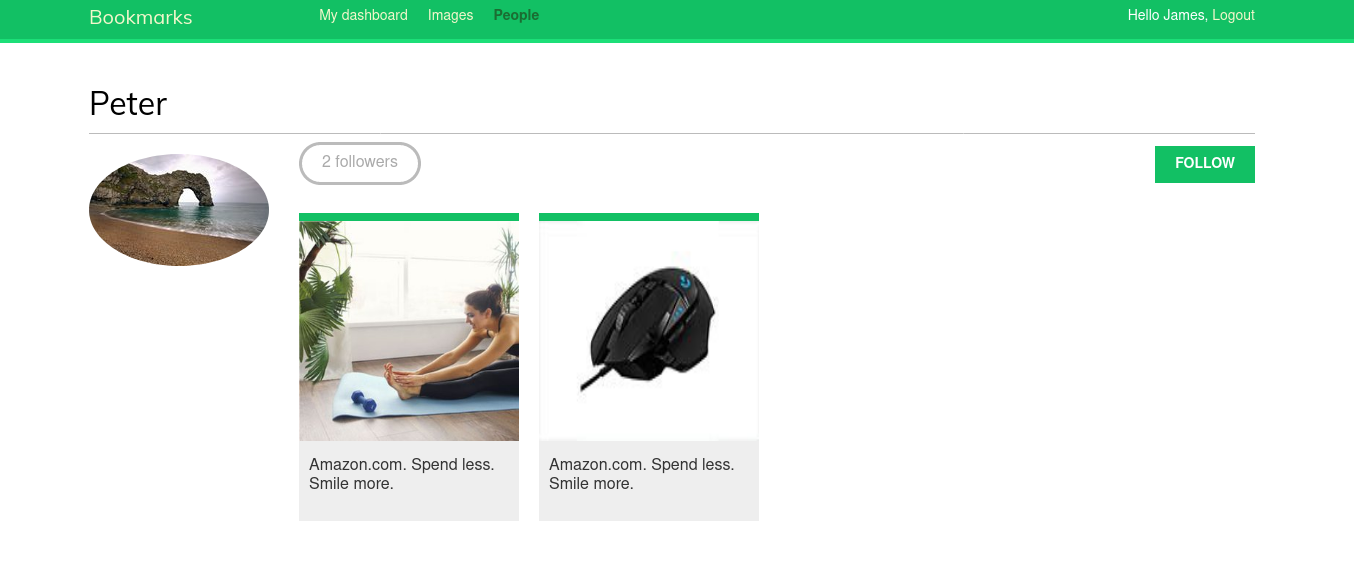 Bookmarks My dashboard Images People Hello James, Logout
Peter
2 followers FOLLOW
Amazon.com. Spend less. Amazon.com. Spend less.
Smile more. Smile more.